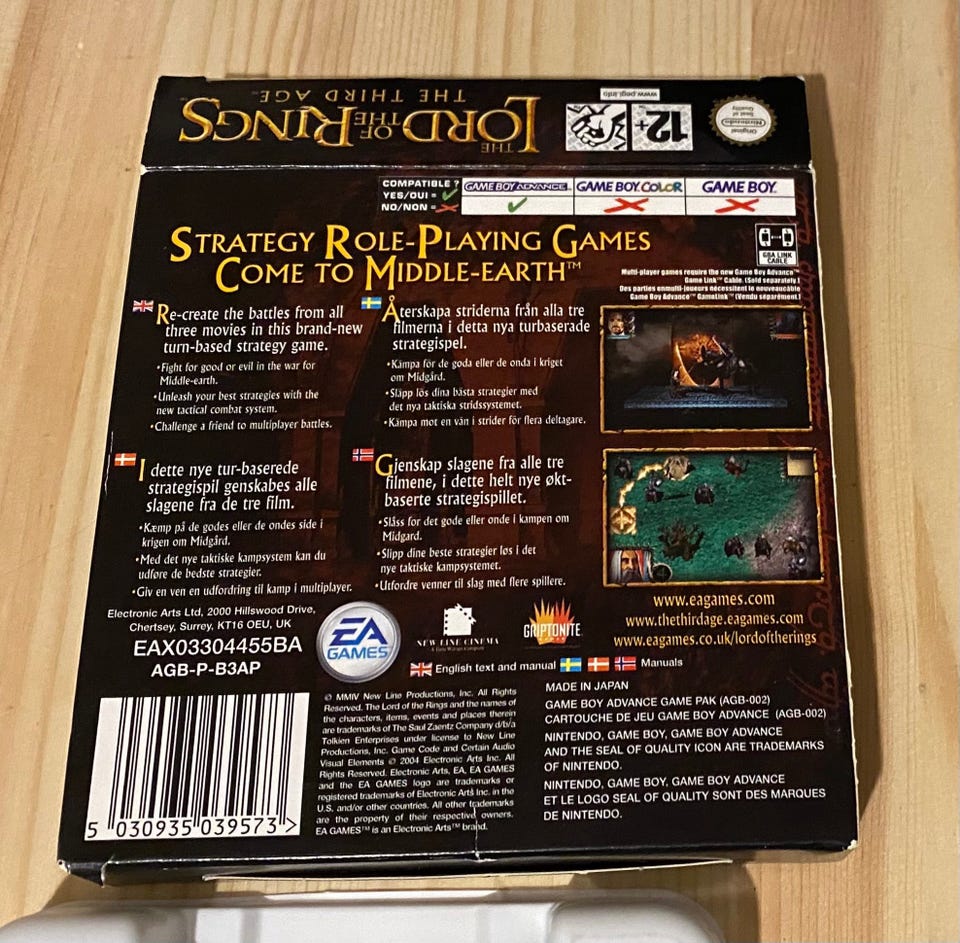 THE
LORD OF THE RINGS
THE THIRD AGE™
12+
www.pegi.info
Original
Nintendo
Seal of
Quality
COMPATIBLE ?
YES/OUI =
NO/NON =
GAME BOY ADVANCE
GAME BOY COLOR
GAME BOY
STRATEGY ROLE-PLAYING GAMES
COME TO MIDDLE-EARTH™
GBA LINK
CABLE
Multi-player games require the new Game Boy Advance™
Game Link™ Cable (Sold separately)
Des parties en multi-joueurs nécessitent le nouveau câble
Game Boy Advance™ GameLink™ (Vendu séparément)
Re-create the battles from all
three movies in this brand-new
turn-based strategy game.
•Fight for good or evil in the war for
Middle-earth.
•Unleash your best strategies with the
new tactical combat system.
•Challenge a friend to multiplayer battles.
Återskapa striderna från alla tre
filmerna i detta nya turbaserade
strategispel.
•Kämpa för de goda eller de onda i kriget
om Midgård.
•Släpp lös dina bästa strategier med
det nya taktiska stridssystemet.
•Kämpa mot en vän i strider för flera deltagare.
I dette nye tur-baserede
strategispil genskabes alle
slagene fra de tre film.
•Kæmp på de godes eller de ondes side i
krigen om Midgård.
•Med det nye taktiske kampsystem kan du
udføre de bedste strategier.
•Giv en ven en udfordring til kamp i multiplayer.
Gjenskap slagene fra alle tre
filmene, i dette helt nye økt-
baserte strategispillet.
•Slåss for det gode eller onde i kampen om
Midgard.
•Slipp dine beste strategier løs i det
nye taktiske kampsystemet.
•Utfordre venner til slag med flere spillere.
www.eagames.com
www.thethirdage.eagames.com
www.eagames.co.uk/lordoftherings
Electronic Arts Ltd, 2000 Hillswood Drive,
Chertsey, Surrey, KT16 0EU, UK
EAX03304455BA
AGB-P-B3AP
EA
GAMES
NEW LINE CINEMA
A Time Warner Company
GRIPTONITE
GAMES
English text and manual
Manuals
5 030935 039573 >
© MMIV New Line Productions, Inc. All Rights
Reserved. The Lord of the Rings and the names of
the characters, items, events and places therein
are trademarks of The Saul Zaentz Company d/b/a
Tolkien Enterprises under license to New Line
Productions, Inc. Game Code and Certain Audio
Visual Elements © 2004 Electronic Arts Inc. All
Rights Reserved. Electronic Arts, EA, EA GAMES
and the EA GAMES logo are trademarks or
registered trademarks of Electronic Arts Inc. in the
U.S. and/or other countries. All other trademarks
are the property of their respective owners.
EA GAMES™ is an Electronic Arts™ brand.
MADE IN JAPAN
GAME BOY ADVANCE GAME PAK (AGB-002)
CARTOUCHE DE JEU GAME BOY ADVANCE (AGB-002)
NINTENDO, GAME BOY, GAME BOY ADVANCE
AND THE SEAL OF QUALITY ICON ARE TRADEMARKS
OF NINTENDO.
NINTENDO, GAME BOY, GAME BOY ADVANCE
ET LE LOGO SEAL OF QUALITY SONT DES MARQUES
DE NINTENDO.